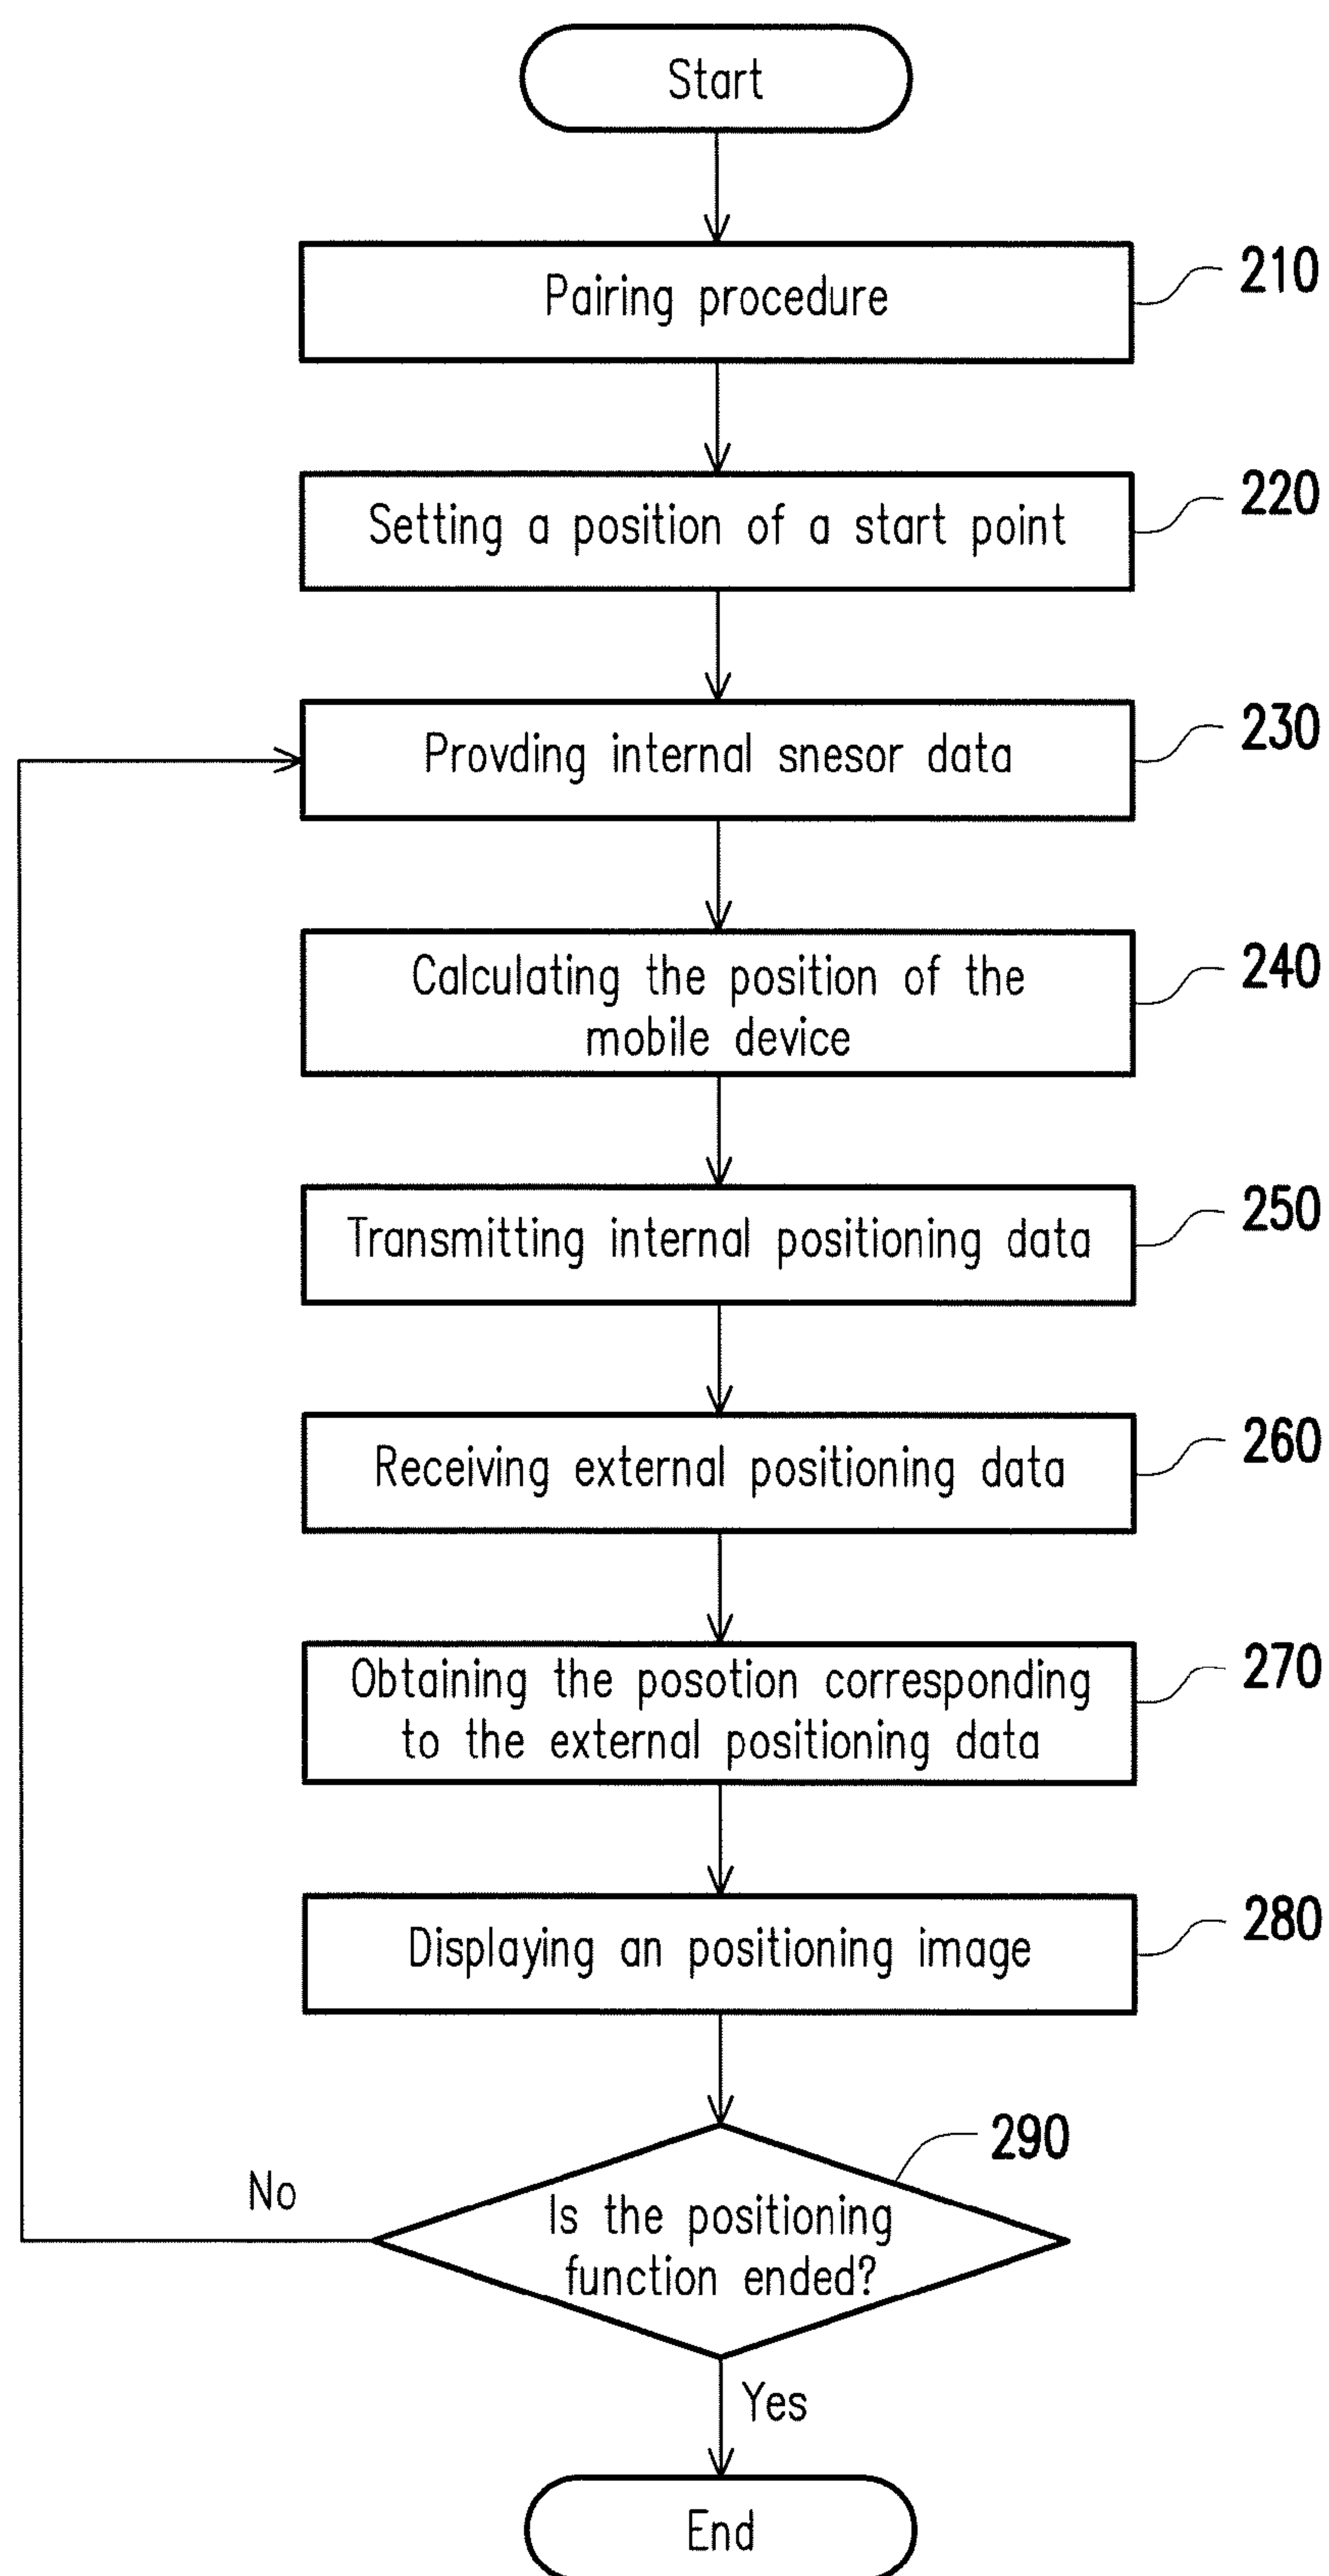 Start
Pairing procedure
210
Setting a position of a start point
220
Provding internal snesor data
230
Calculating the position of the
mobile device
240
Transmitting internal positioning data
250
Receiving external positioning data
260
Obtaining the posotion corresponding
to the external positioning data
270
Displaying an positioning image
280
290
Is the positioning
function ended?
No
Yes
End